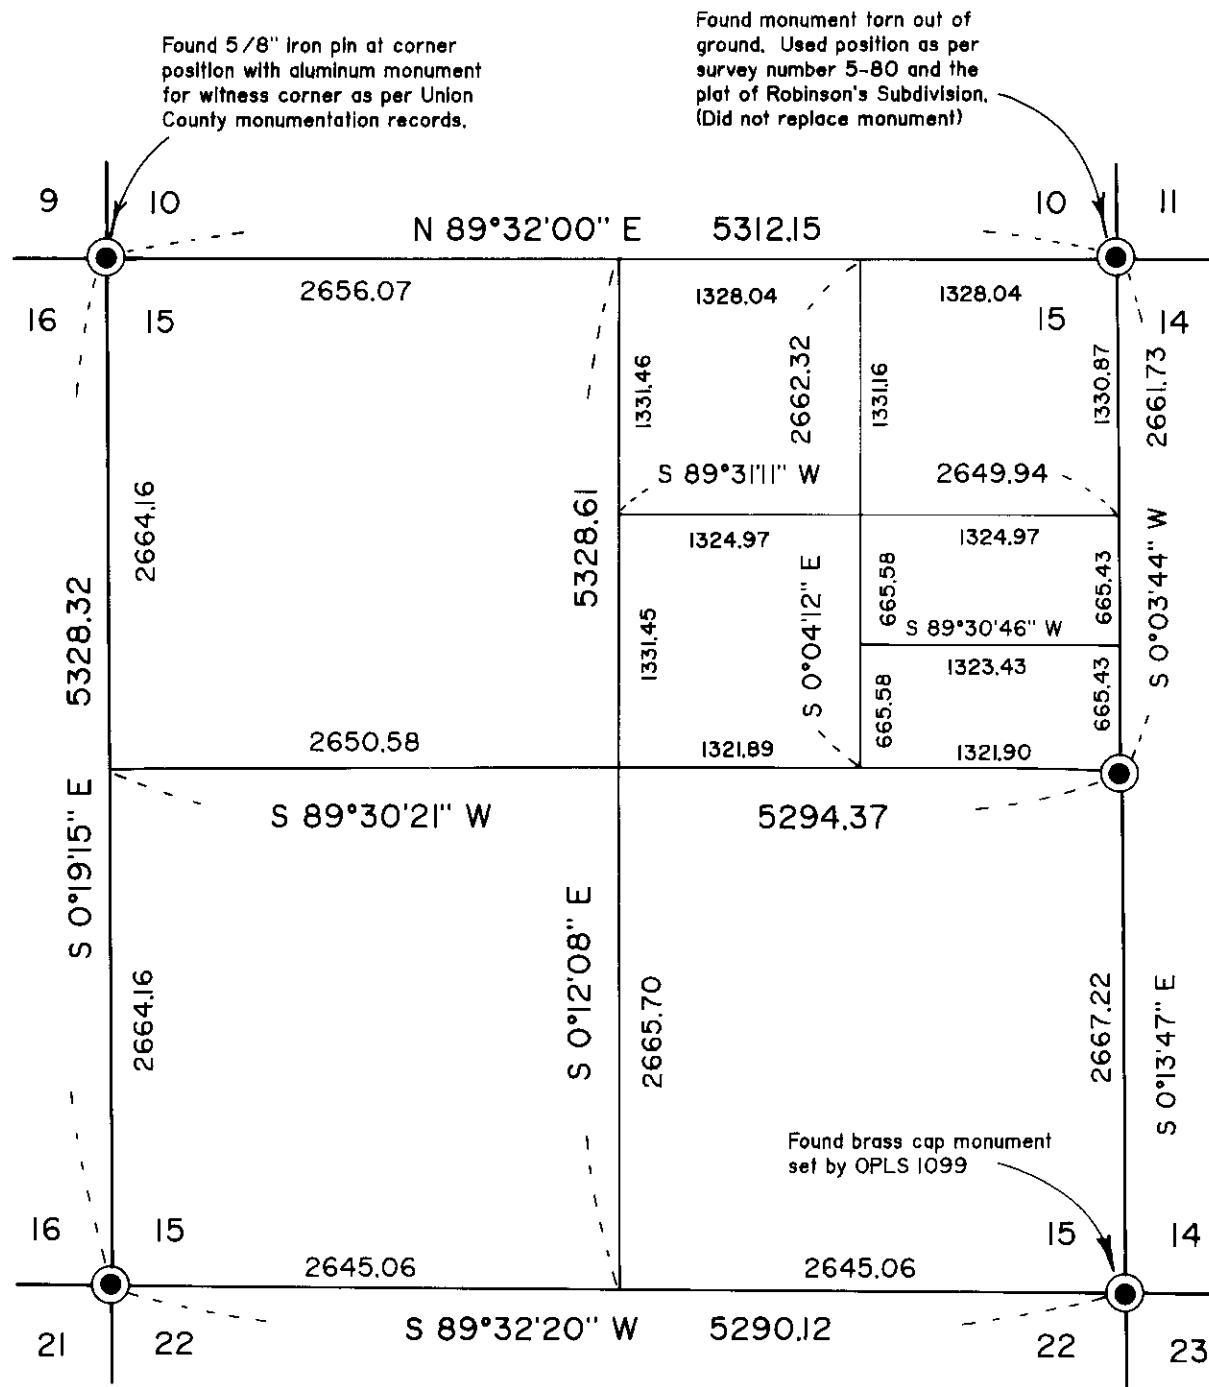 Found 5/8" iron pin at corner
position with aluminum monument
for witness corner as per Union
County monumentation records.
Found monument torn out of
ground. Used position as per
survey number 5-80 and the
plat of Robinson's Subdivision.
(Did not replace monument)
9
10
10
11
N 89°32'00" E 5312.15
2656.07
1328.04
1328.04
16
15
15
14
1331.46
2662.32
1331.16
1330.87
2661.73
S 89°31'11" W
2649.94
2664.16
5328.61
1324.97
1324.97
5328.32
1331.45
S 0°04'12" E
665.58
665.43
S 89°30'46" W
S 0°03'44" W
1323.43
665.58
665.43
2650.58
1321.89
1321.90
S 89°30'21" W
5294.37
S 0°19'15" E
S 0°12'08" E
2664.16
2665.70
2667.22
S 0°13'47" E
Found brass cap monument
set by OPLS 1099
16
15
15
14
2645.06
2645.06
S 89°32'20" W 5290.12
21
22
22
23